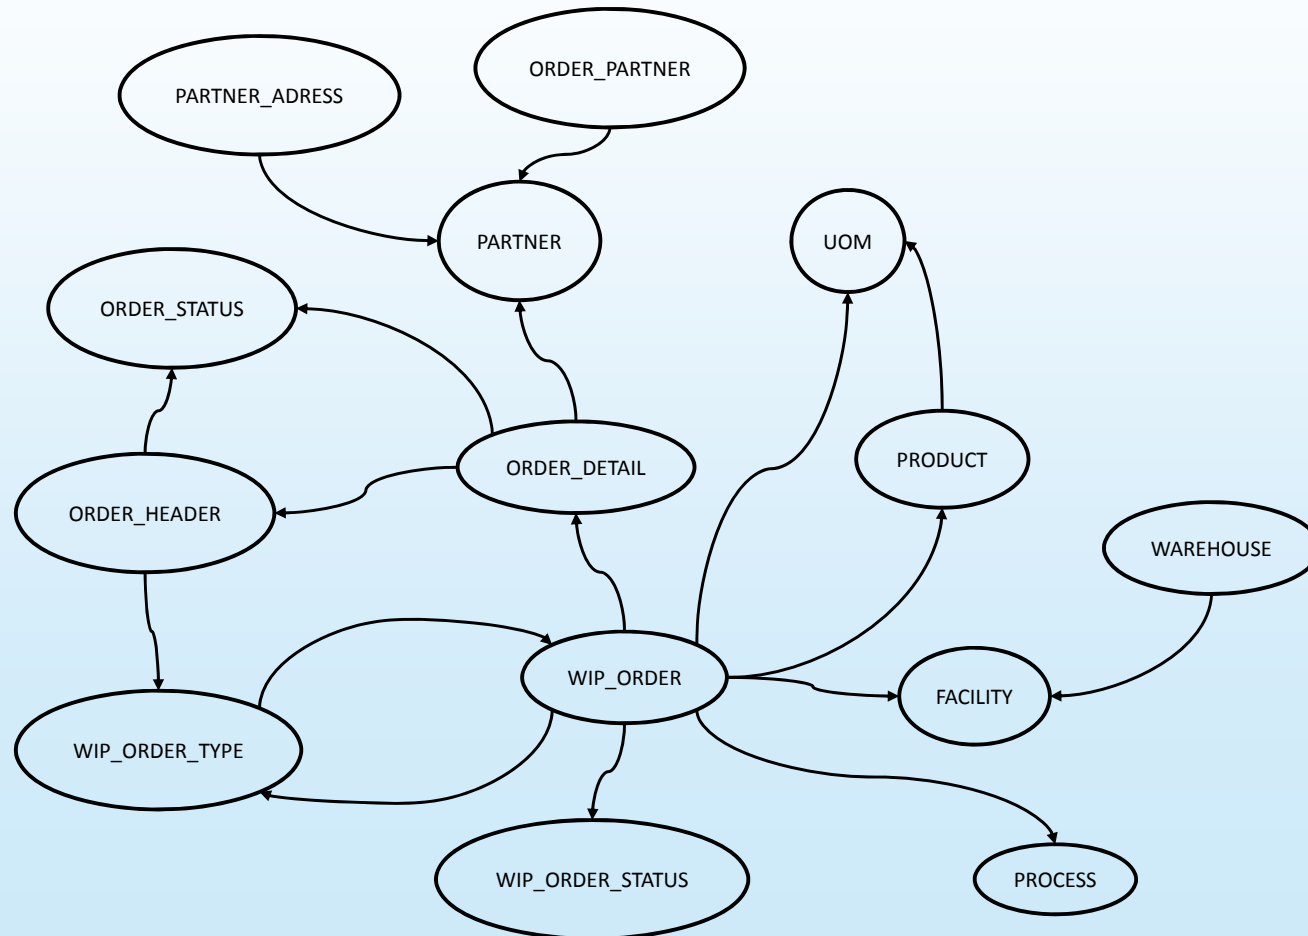 ORDER_PARTNER
PARTNER_ADRESS
PARTNER
UOM
ORDER_STATUS
PRODUCT
ORDER_DETAIL
ORDER_HEADER
WAREHOUSE
WIP_ORDER
FACILITY
WIP_ORDER_TYPE
WIP_ORDER_STATUS
PROCESS